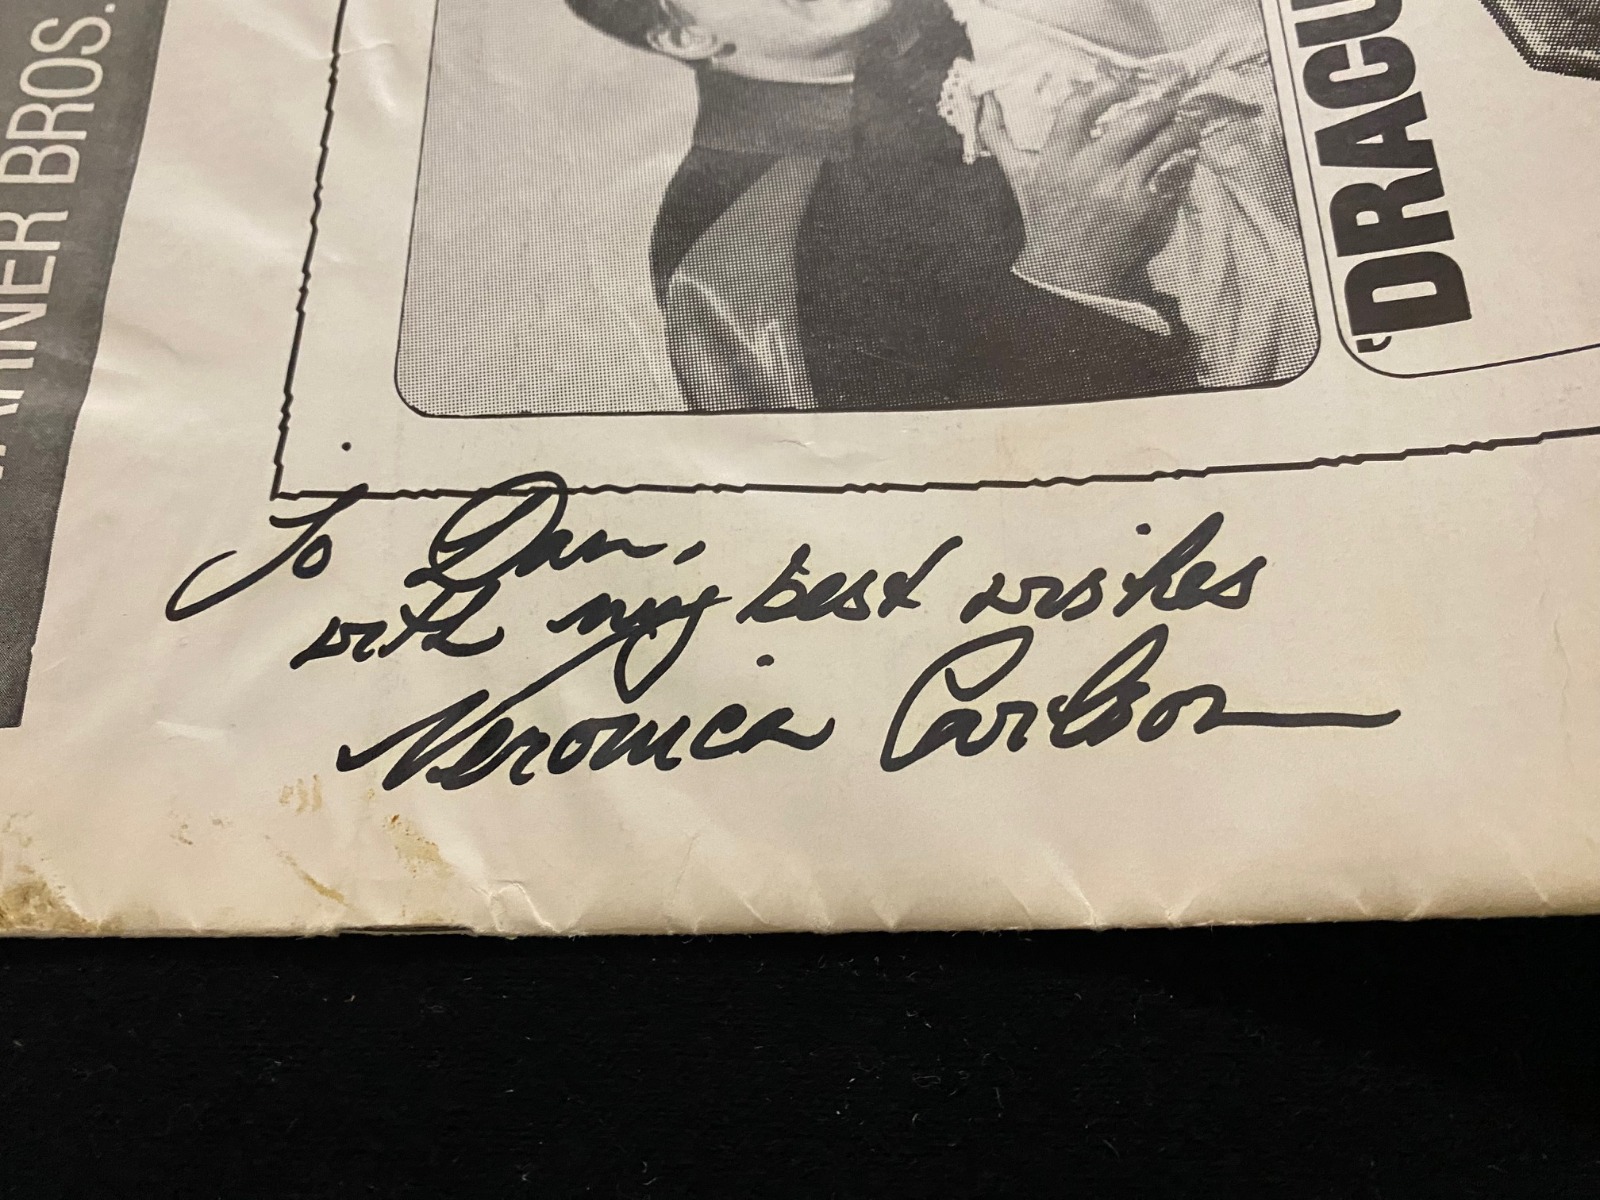 WARNER BROS.
'DRACU
To Dan,
with my best wishes
Veronica Carlson